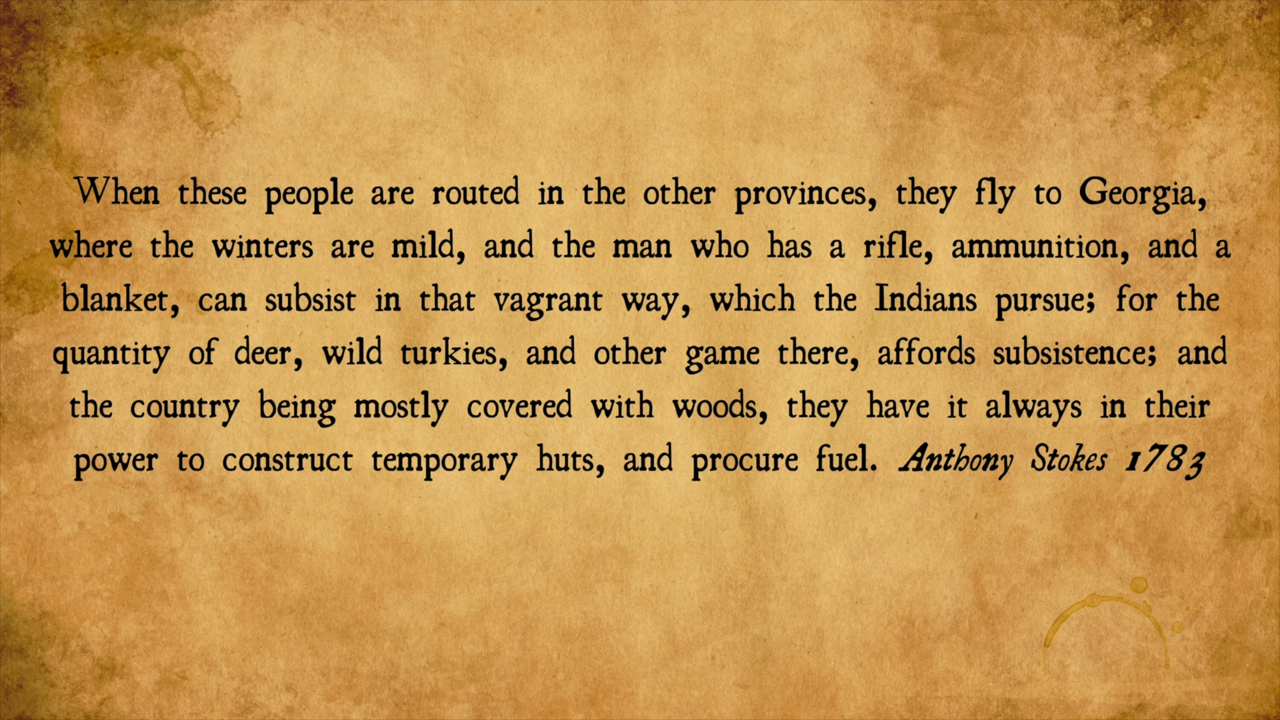 When these people are routed in the other provinces, they fly to Georgia,
where the winters are mild, and the man who has a rifle, ammunition, and a
blanket, can subsist in that vagrant way, which the Indians pursue; for the
quantity of deer, wild turkies, and other game there, affords subsistence; and
the country being mostly covered with woods, they have it always in their
power to construct temporary huts, and procure fuel. Anthony Stokes 1783